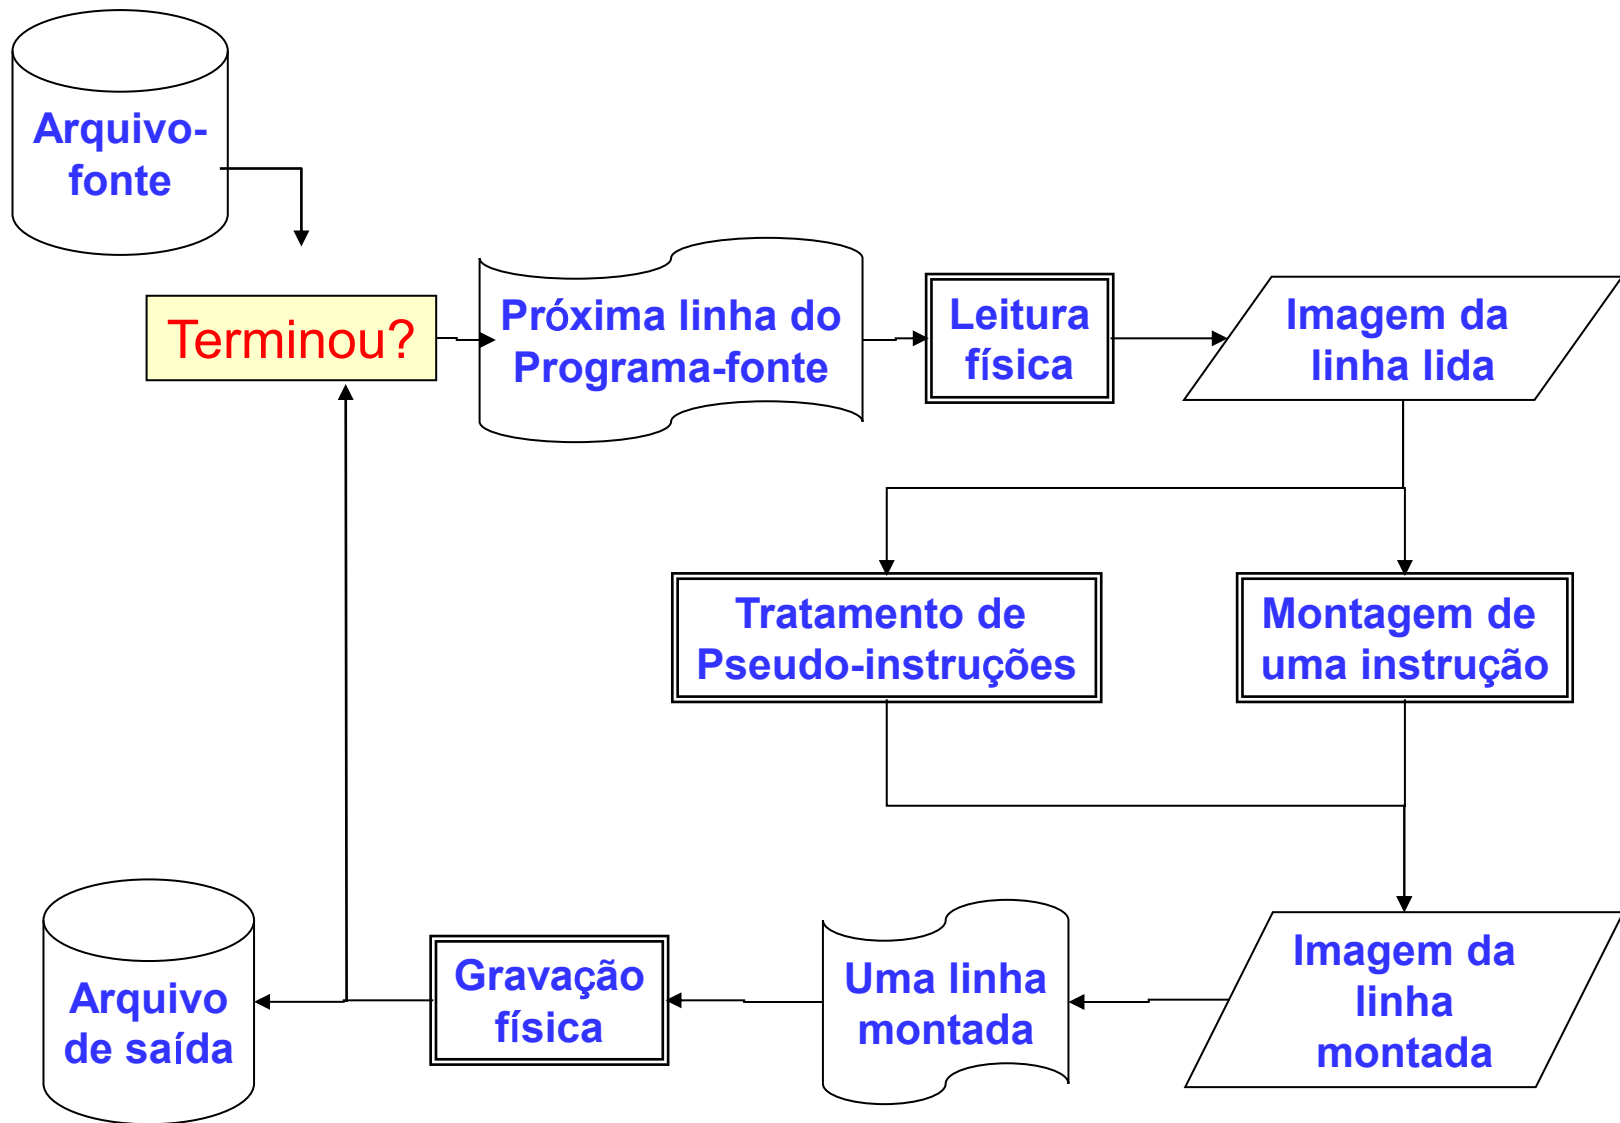 Arquivo-
fonte
Terminou?
Próxima linha do
Programa-fonte
Leitura
física
Imagem da
linha lida
Tratamento de
Pseudo-instruções
Montagem de
uma instrução
Arquivo
de saída
Gravação
física
Uma linha
montada
Imagem da
linha
montada